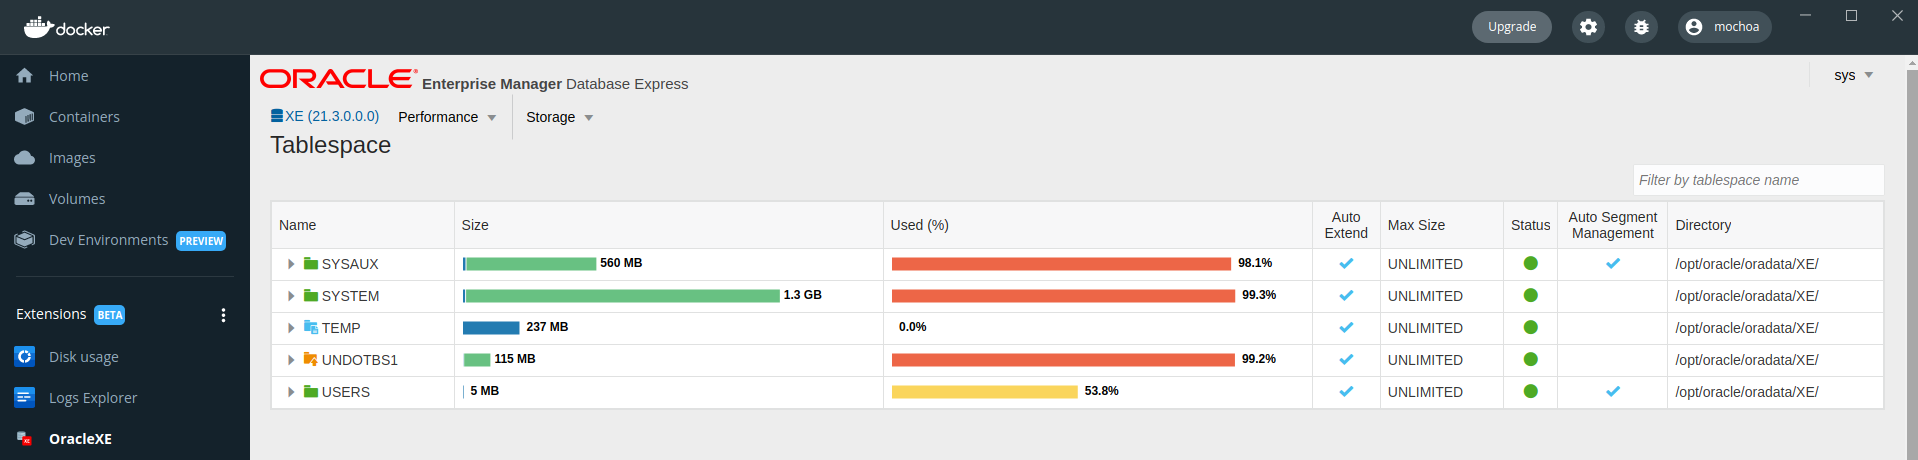 docker
Upgrade
mochoa
Home
Containers
Images
Volumes
Dev Environments PREVIEW
Extensions BETA
Disk usage
Logs Explorer
OracleXE
ORACLE® Enterprise Manager Database Express
sys
XE (21.3.0.0.0) Performance Storage
Tablespace
Filter by tablespace name
Name Size Used (%) Auto Extend Max Size Status Auto Segment Management Directory
SYSAUX 560 MB 98.1% UNLIMITED /opt/oracle/oradata/XE/
SYSTEM 1.3 GB 99.3% UNLIMITED /opt/oracle/oradata/XE/
TEMP 237 MB 0.0% UNLIMITED /opt/oracle/oradata/XE/
UNDOTBS1 115 MB 99.2% UNLIMITED /opt/oracle/oradata/XE/
USERS 5 MB 53.8% UNLIMITED /opt/oracle/oradata/XE/